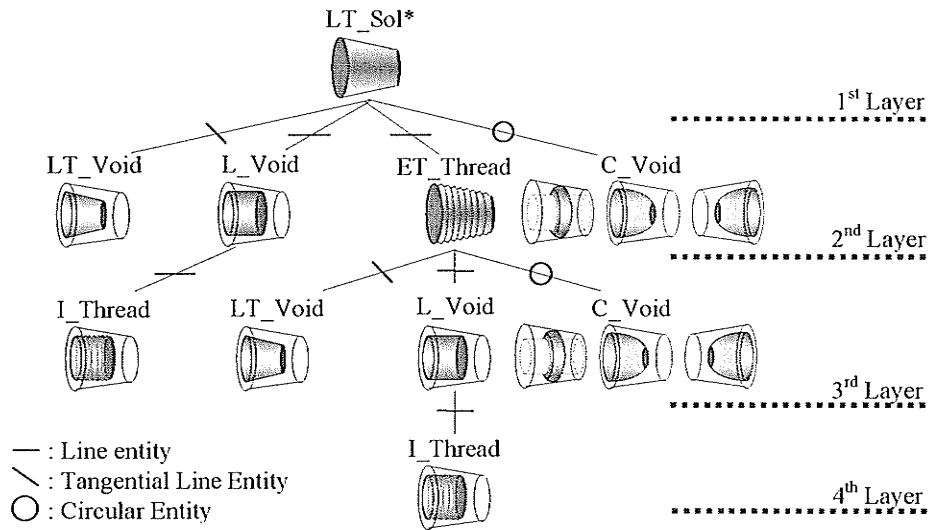 LT_Sol*
1st Layer
LT_Void L_Void ET_Thread C_Void
2nd Layer
I_Thread LT_Void L_Void C_Void
3rd Layer
I_Thread
: Line entity
: Tangential Line Entity
: Circular Entity
4th Layer